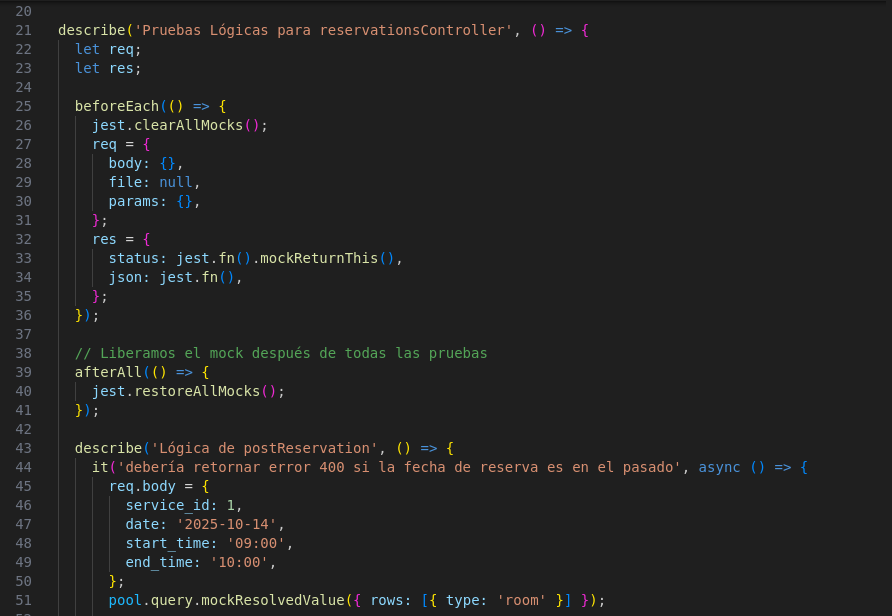 20
21 describe('Pruebas Lógicas para reservationsController', () => {
22   let req;
23   let res;
24
25   beforeEach(() => {
26     jest.clearAllMocks();
27     req = {
28       body: {},
29       file: null,
30       params: {},
31     };
32     res = {
33       status: jest.fn().mockReturnThis(),
34       json: jest.fn(),
35     };
36   });
37
38   // Liberamos el mock después de todas las pruebas
39   afterAll(() => {
40     jest.restoreAllMocks();
41   });
42
43   describe('Lógica de postReservation', () => {
44     it('debería retornar error 400 si la fecha de reserva es en el pasado', async () => {
45       req.body = {
46         service_id: 1,
47         date: '2025-10-14',
48         start_time: '09:00',
49         end_time: '10:00',
50       };
51       pool.query.mockResolvedValue({ rows: [{ type: 'room' }] });